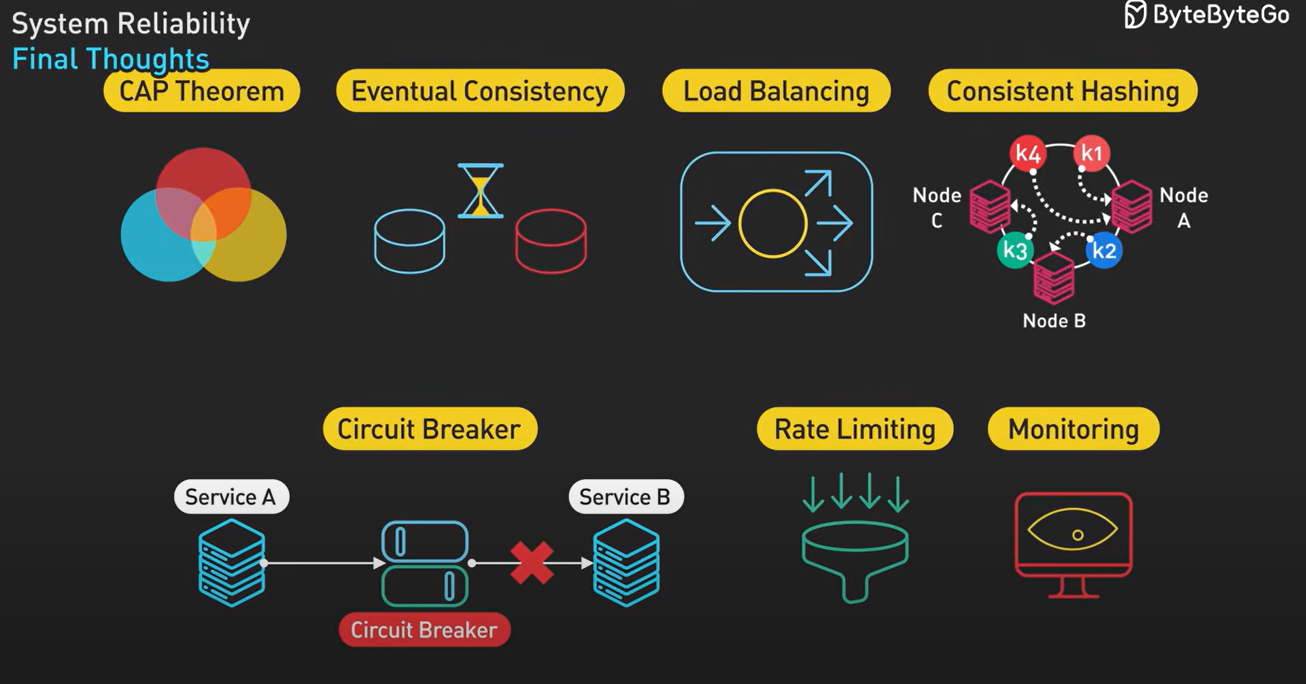 System Reliability
Final Thoughts
ByteByteGo
CAP Theorem
Eventual Consistency
Load Balancing
Consistent Hashing
k4
k1
Node
C
Node
A
k3
k2
Node B
Circuit Breaker
Rate Limiting
Monitoring
Service A
Service B
Circuit Breaker